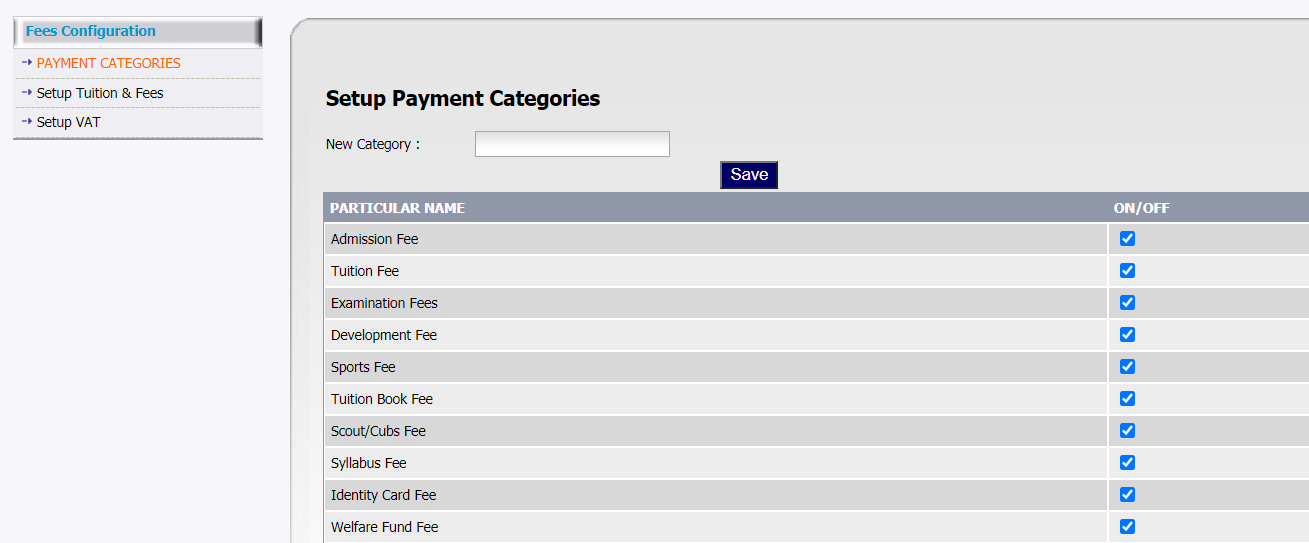 Fees Configuration
PAYMENT CATEGORIES
Setup Tuition & Fees
Setup VAT
Setup Payment Categories
New Category :
Save
PARTICULAR NAME ON/OFF
Admission Fee
Tuition Fee
Examination Fees
Development Fee
Sports Fee
Tuition Book Fee
Scout/Cubs Fee
Syllabus Fee
Identity Card Fee
Welfare Fund Fee